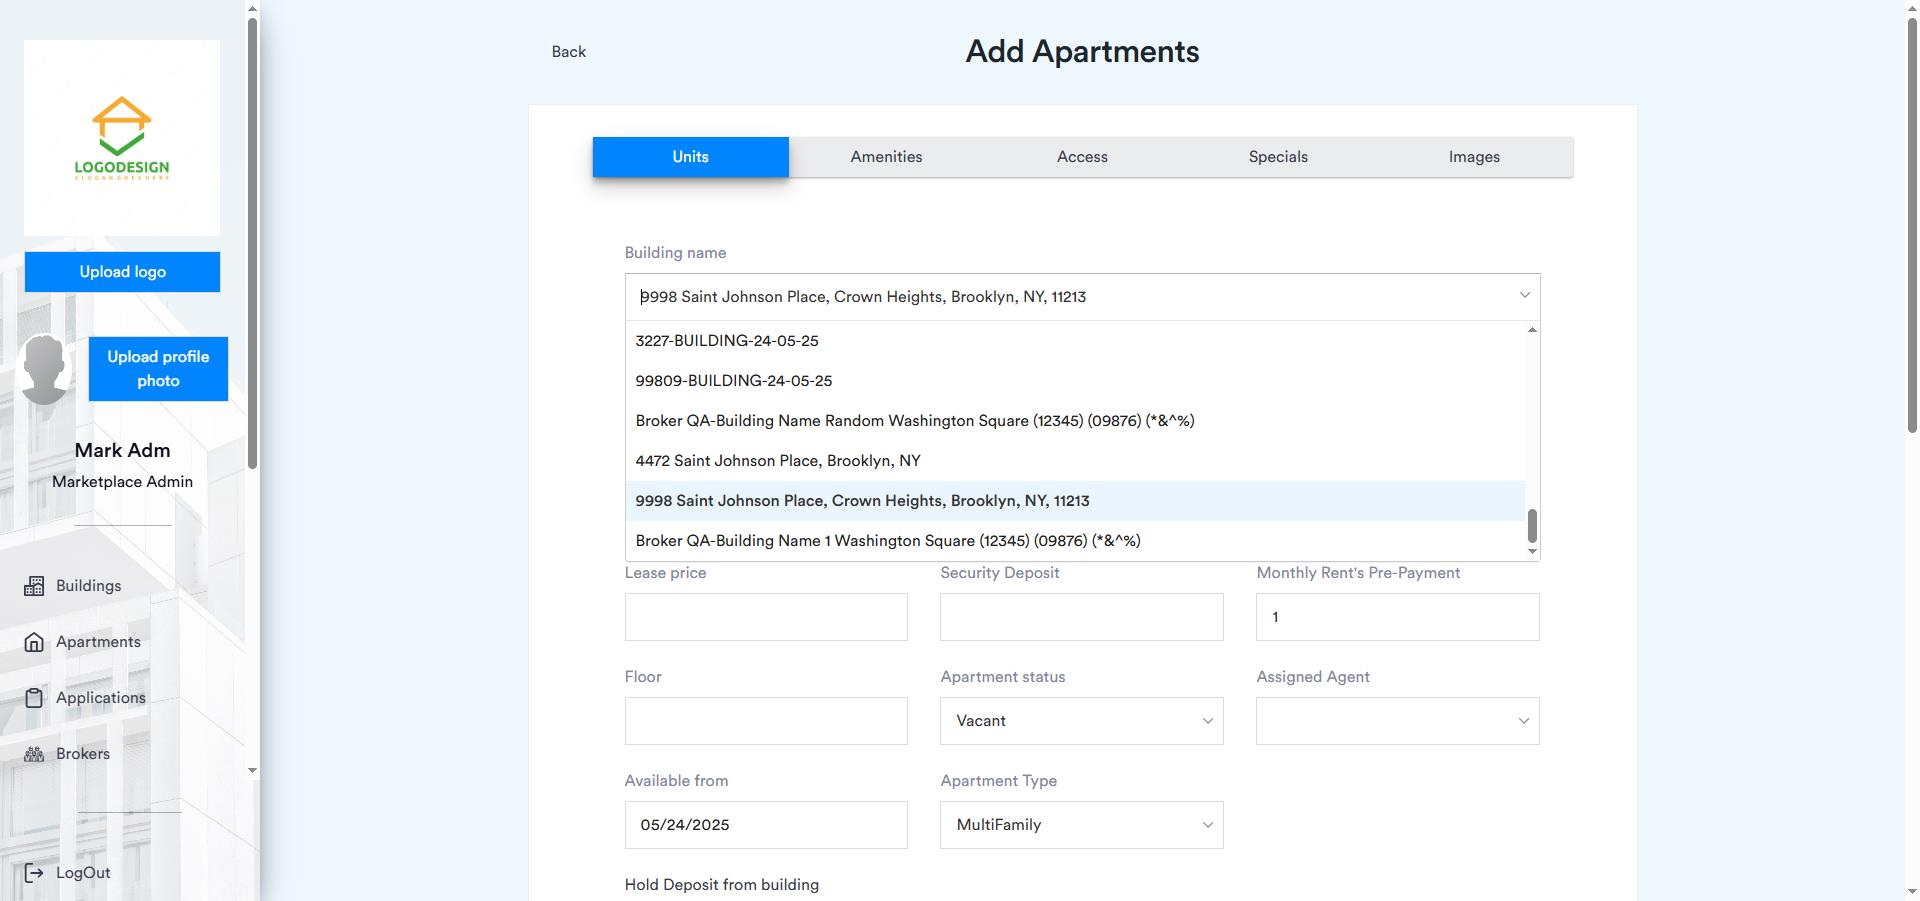 Back
Add Apartments
LOGODESIGN
SLOGAN GOES HERE
Upload logo
Upload profile
photo
Mark Adm
Marketplace Admin
Buildings
Apartments
Applications
Brokers
LogOut
Units
Amenities
Access
Specials
Images
Building name
9998 Saint Johnson Place, Crown Heights, Brooklyn, NY, 11213
3227-BUILDING-24-05-25
99809-BUILDING-24-05-25
Broker QA-Building Name Random Washington Square (12345) (09876) (*&^%)
4472 Saint Johnson Place, Brooklyn, NY
9998 Saint Johnson Place, Crown Heights, Brooklyn, NY, 11213
Broker QA-Building Name 1 Washington Square (12345) (09876) (*&^%)
Lease price
Security Deposit
Monthly Rent's Pre-Payment
1
Floor
Apartment status
Assigned Agent
Vacant
Available from
Apartment Type
05/24/2025
MultiFamily
Hold Deposit from building